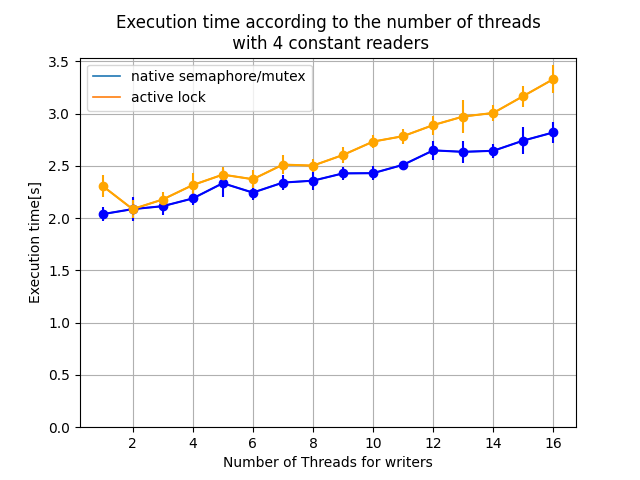 Execution time according to the number of threads
with 4 constant readers
native semaphore/mutex
active lock
3.5
3.0
2.5
2.0
1.5
1.0
0.5
0.0
Execution time[s]
2 4 6 8 10 12 14 16
Number of Threads for writers